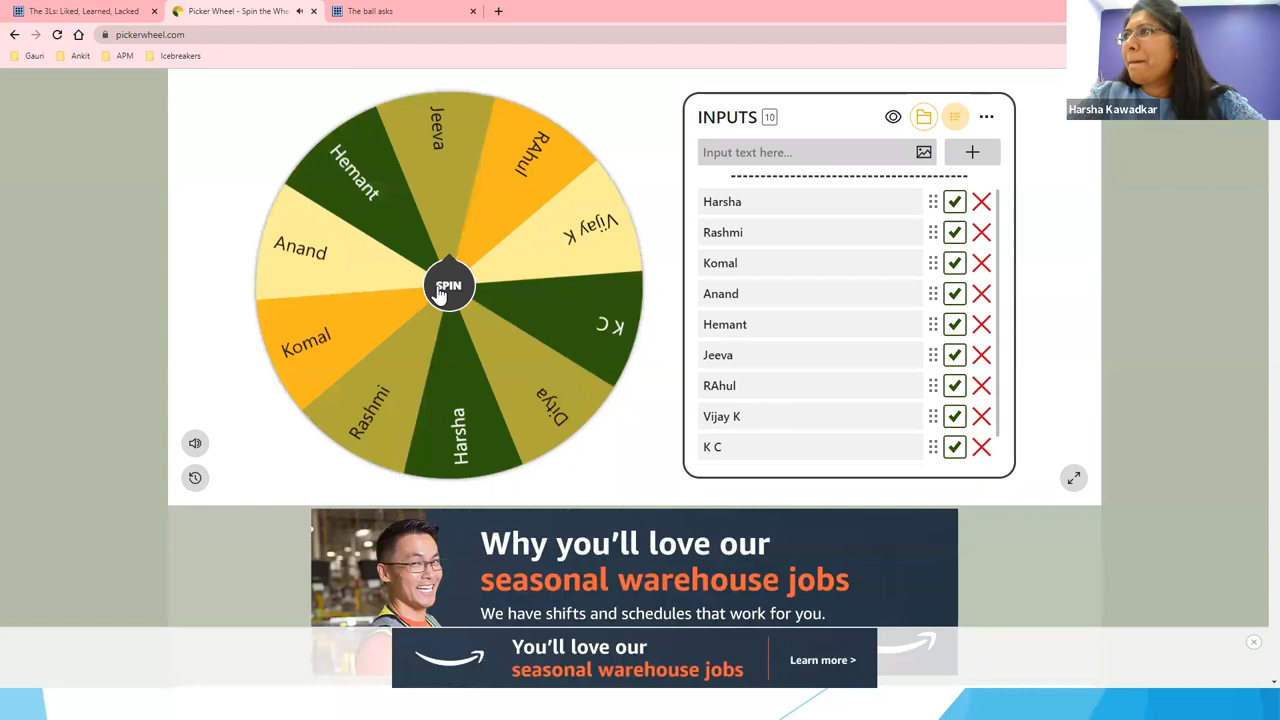 The 3Ls: Liked, Learned, Lacked
Picker Wheel - Spin the Whe
The ball asks
pickerwheel.com
Gauri
Ankit
APM
Icebreakers
Harsha Kawadkar
Jeeva
RAhul
Hemant
Vijay K
Anand
SPIN
K C
Komal
Rashmi
Ditya
Harsha
INPUTS 10
Input text here...
Harsha
Rashmi
Komal
Anand
Hemant
Jeeva
RAhul
Vijay K
K C
Why you'll love our
seasonal warehouse jobs
We have shifts and schedules that work for you.
You'll love our
seasonal warehouse jobs
Learn more >